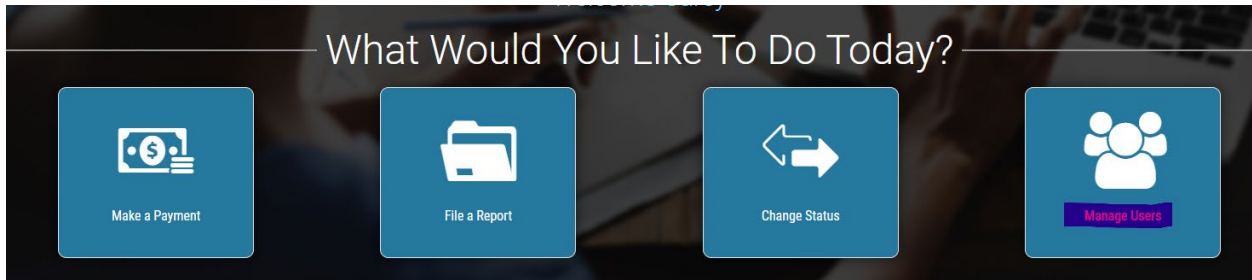 What Would You Like To Do Today?
Make a Payment
File a Report
Change Status
Manage Users